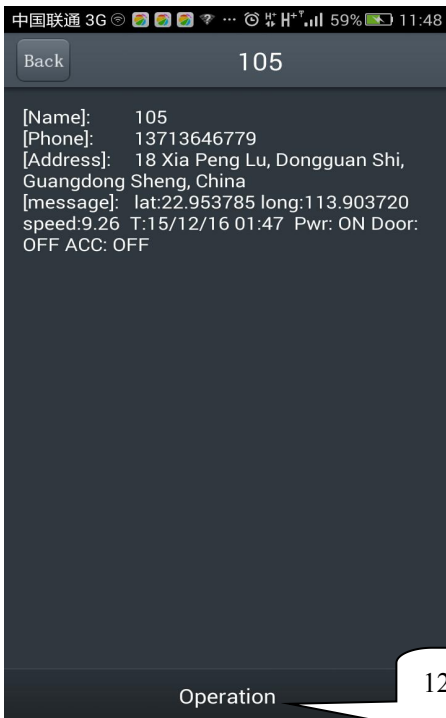 中国联通 3G 59% 11:48
Back 105
[Name]: 105
[Phone]: 13713646779
[Address]: 18 Xia Peng Lu, Dongguan Shi,
Guangdong Sheng, China
[message]: lat:22.953785 long:113.903720
speed:9.26 T:15/12/16 01:47 Pwr: ON Door:
OFF ACC: OFF
12
Operation